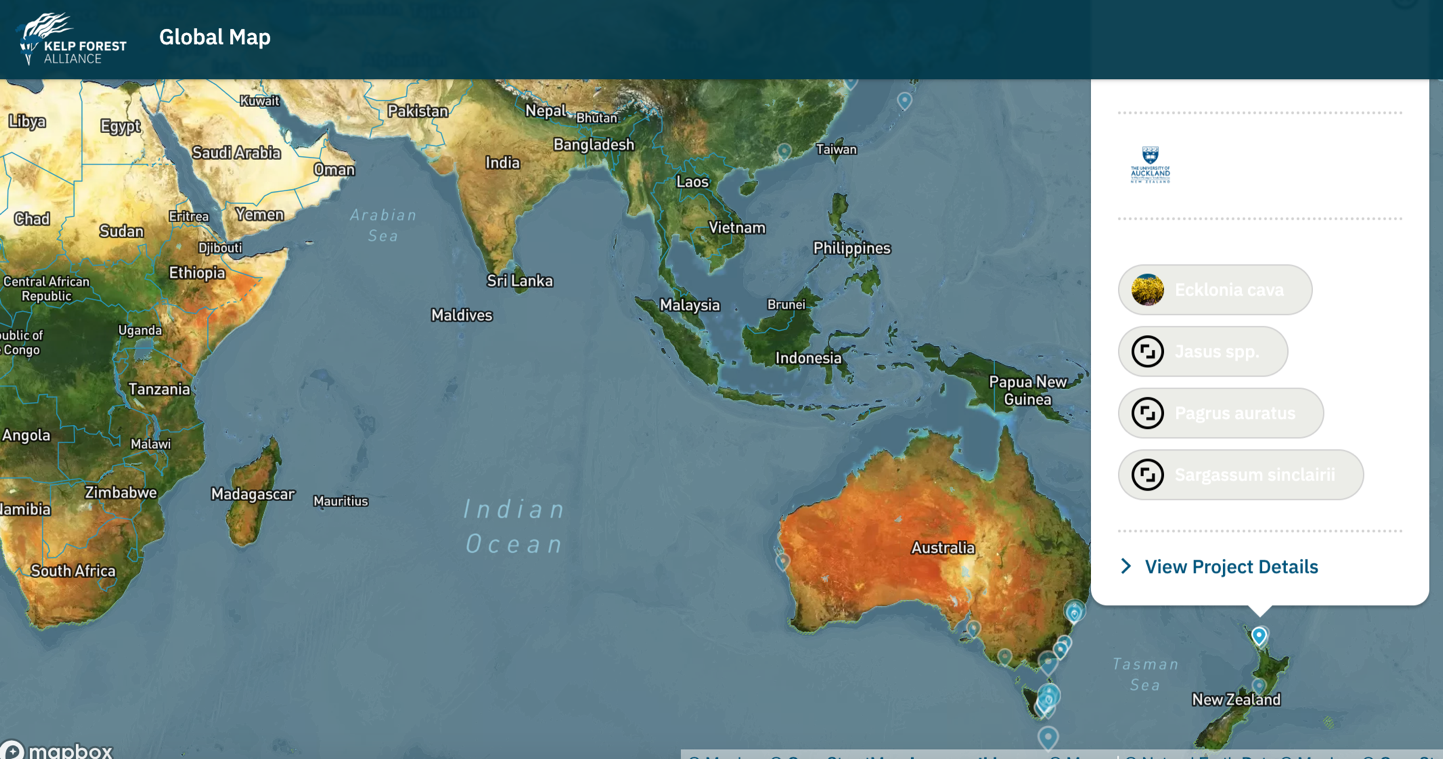 KELP FOREST
ALLIANCE
Global Map
Kuwait
Pakistan
Nepal
Bhutan
Libya
Egypt
Bangladesh
Saudi Arabia
India
Taiwan
Oman
Laos
THE UNIVERSITY OF
AUCKLAND
NEW ZEALAND
Chad
Eritrea
Yemen
Arabian
Sea
Sudan
Vietnam
Djibouti
Philippines
Ethiopia
Central African
Republic
Sri Lanka
Ecklonia cava
Malaysia
Brunei
Maldives
Uganda
public of
Congo
Jasus spp.
Indonesia
Tanzania
Papua New
Guinea
Pagrus auratus
Angola
Malawi
Sargassum sinclairii
Zimbabwe
Madagascar
Mauritius
Namibia
Indian
Ocean
Australia
South Africa
View Project Details
Tasman
Sea
New Zealand
mapbox